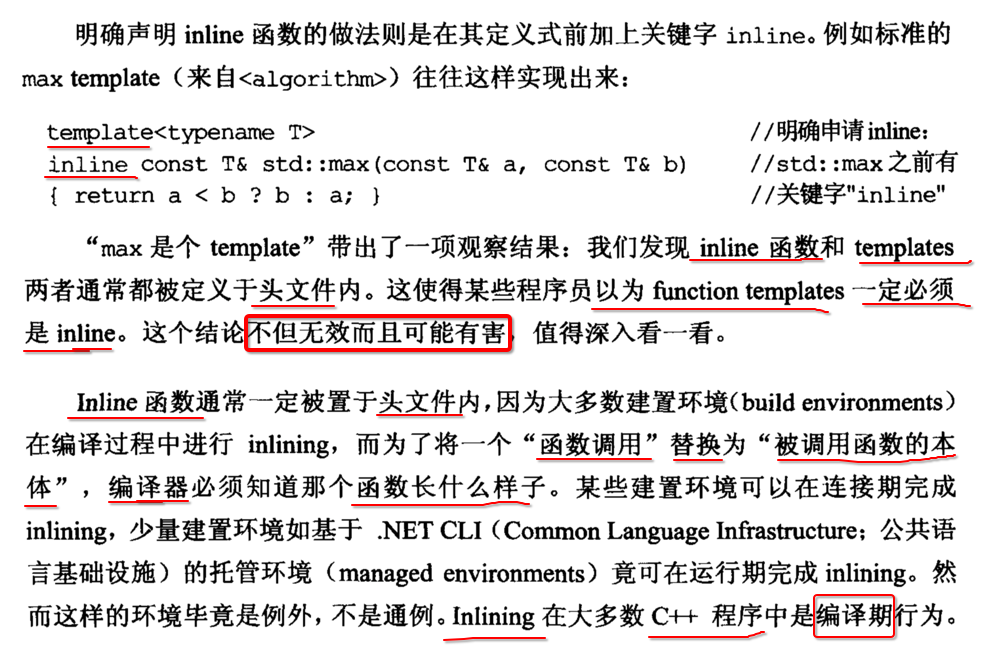 明确声明 inline 函数的做法则是在其定义式前加上关键字 inline。例如标准的
max template（来自<algorithm>）往往这样实现出来：
template<typename T> //明确申请 inline：
inline const T& std::max(const T& a, const T& b) //std::max 之前有
{ return a < b ? b : a; } //关键字"inline"
“max 是个 template”带出了一项观察结果：我们发现 inline 函数和 templates
两者通常都被定义于头文件内。这使得某些程序员以为 function templates 一定必须
是 inline。这个结论不但无效而且可能有害，值得深入看一看。
Inline 函数通常一定被置于头文件内，因为大多数建置环境（build environments）
在编译过程中进行 inlining，而为了将一个“函数调用”替换为“被调用函数的本
体”，编译器必须知道那个函数长什么样子。某些建置环境可以在连接期完成
inlining，少量建置环境如基于 .NET CLI（Common Language Infrastructure；公共语
言基础设施）的托管环境（managed environments）竟可在运行期完成 inlining。然
而这样的环境毕竟是例外，不是通例。Inlining 在大多数 C++ 程序中是编译期行为。